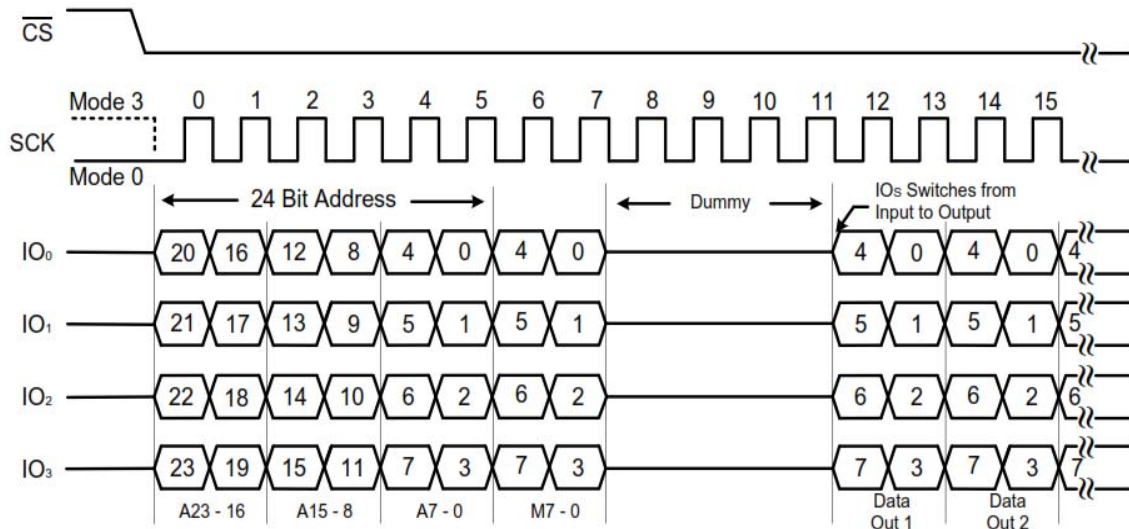 CS
Mode 3 0 1 2 3 4 5 6 7 8 9 10 11 12 13 14 15
SCK
Mode 0
24 Bit Address
Dummy
IOs Switches from
Input to Output
IO₀ 20 16 12 8 4 0 4 0 4 0 4 0 4
IO₁ 21 17 13 9 5 1 5 1 5 1 5 1 5
IO₂ 22 18 14 10 6 2 6 2 6 2 6 2 6
IO₃ 23 19 15 11 7 3 7 3 7 3 7 3 7
A23 - 16 A15 - 8 A7 - 0 M7 - 0
Data
Out 1
Data
Out 2